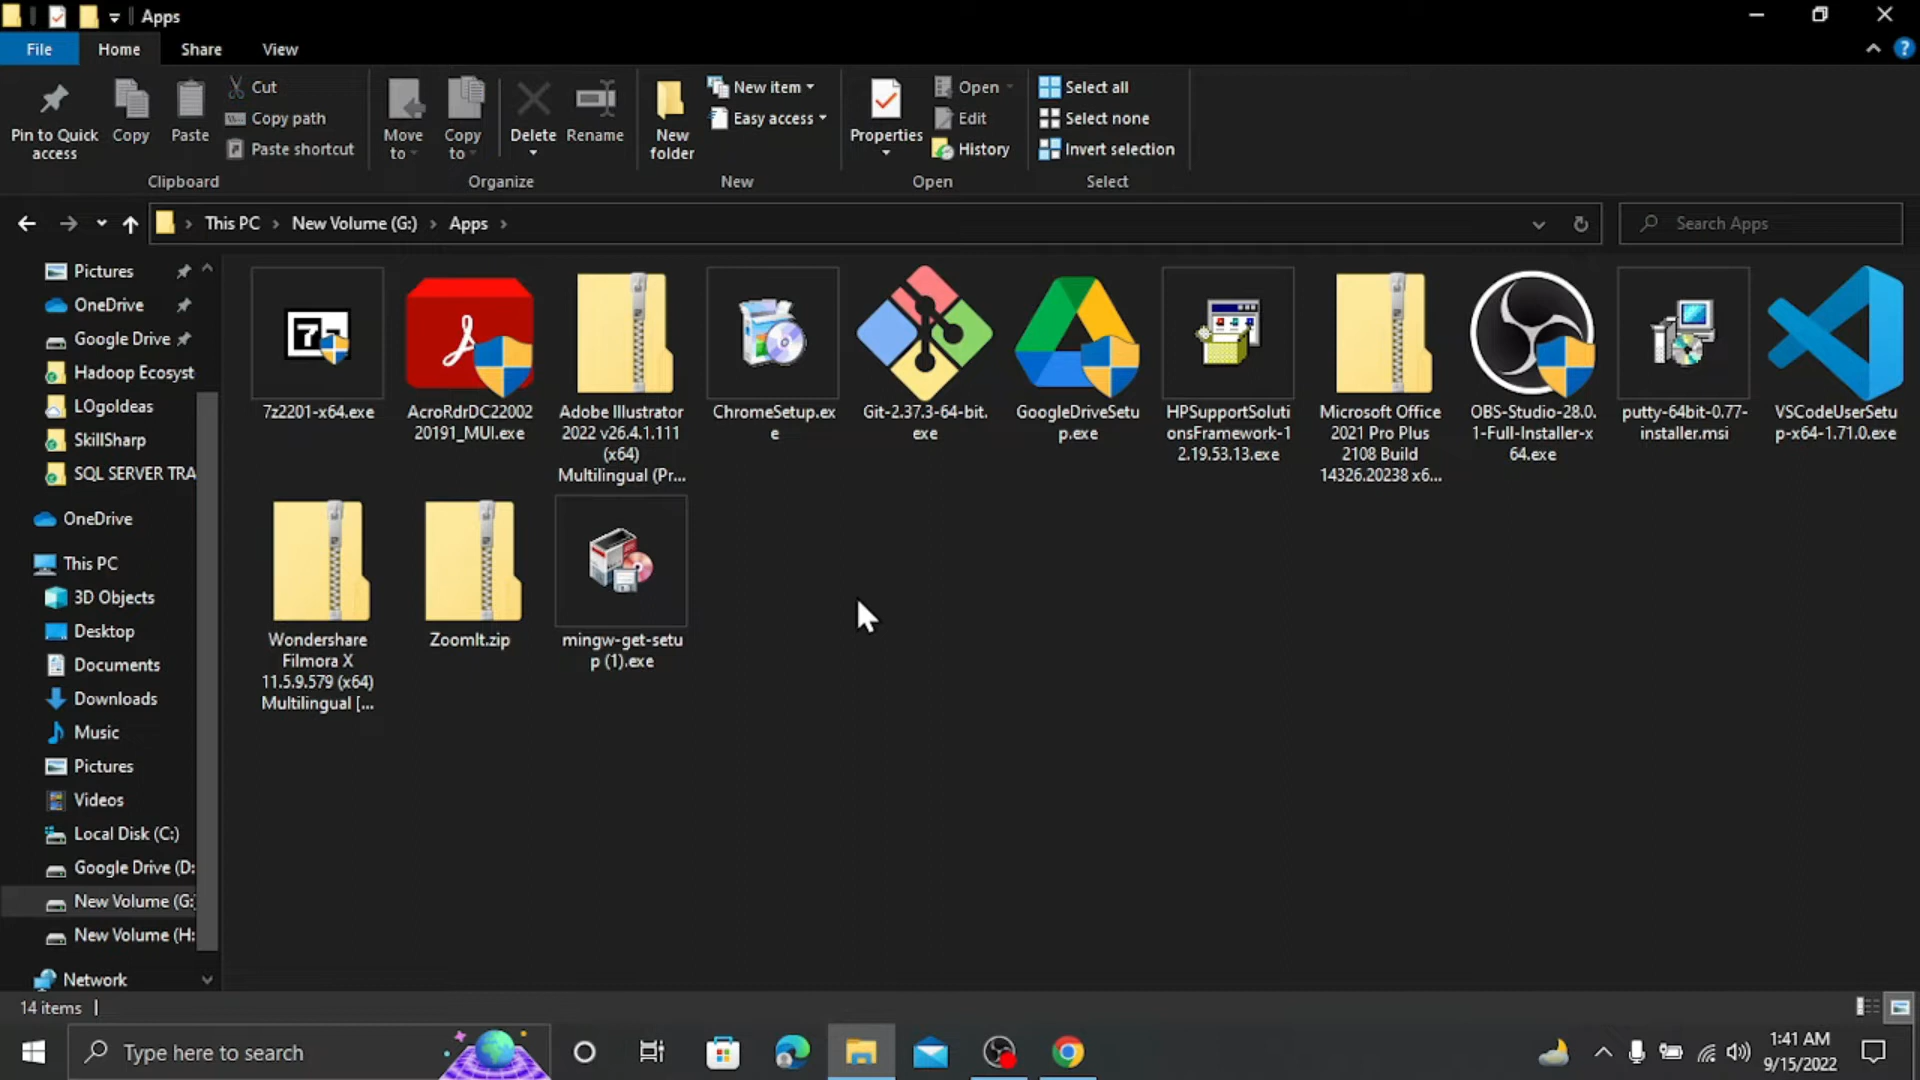 Apps
File
Home
Share
View
Pin to Quick
access
Copy
Paste
Cut
Copy path
Paste shortcut
Clipboard
Move
to
Copy
to
Delete
Rename
Organize
New
folder
New item
Easy access
New
Properties
Open
Edit
History
Open
Select all
Select none
Invert selection
Select
This PC
New Volume (G:)
Apps
Search Apps
Pictures
OneDrive
Google Drive
Hadoop Ecosyst
LOgoIdeas
SkillSharp
SQL SERVER TRA
OneDrive
This PC
3D Objects
Desktop
Documents
Downloads
Music
Pictures
Videos
Local Disk (C:)
Google Drive (D:
New Volume (G:
New Volume (H:
Network
7z2201-x64.exe
AcroRdrDC22002
20191_MUI.exe
Adobe Illustrator
2022 v26.4.1.111
(x64)
Multilingual (Pr...
ChromeSetup.ex
e
Git-2.37.3-64-bit.
exe
GoogleDriveSetu
p.exe
HPSupportSoluti
onsFramework-1
2.19.53.13.exe
Microsoft Office
2021 Pro Plus
2108 Build
14326.20238 x6...
OBS-Studio-28.0.
1-Full-Installer-x
64.exe
putty-64bit-0.77-
installer.msi
VSCodeUserSetu
p-x64-1.71.0.exe
Wondershare
Filmora X
11.5.9.579 (x64)
Multilingual [...
ZoomIt.zip
mingw-get-setu
p (1).exe
14 items
Type here to search
1:41 AM
9/15/2022